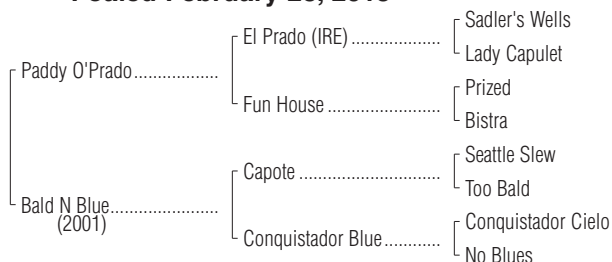 Foaled February
Sadler's Wells
El Prado (IRE)....................
Lady Capulet
Paddy O'Prado...................
Prized
Fun House ......................
Bistra
Seattle Slew
Capote ..............................
Too Bald
Bald N Blue........................
(2001)
Conquistador Cielo
Conquistador Blue..............
No Blues